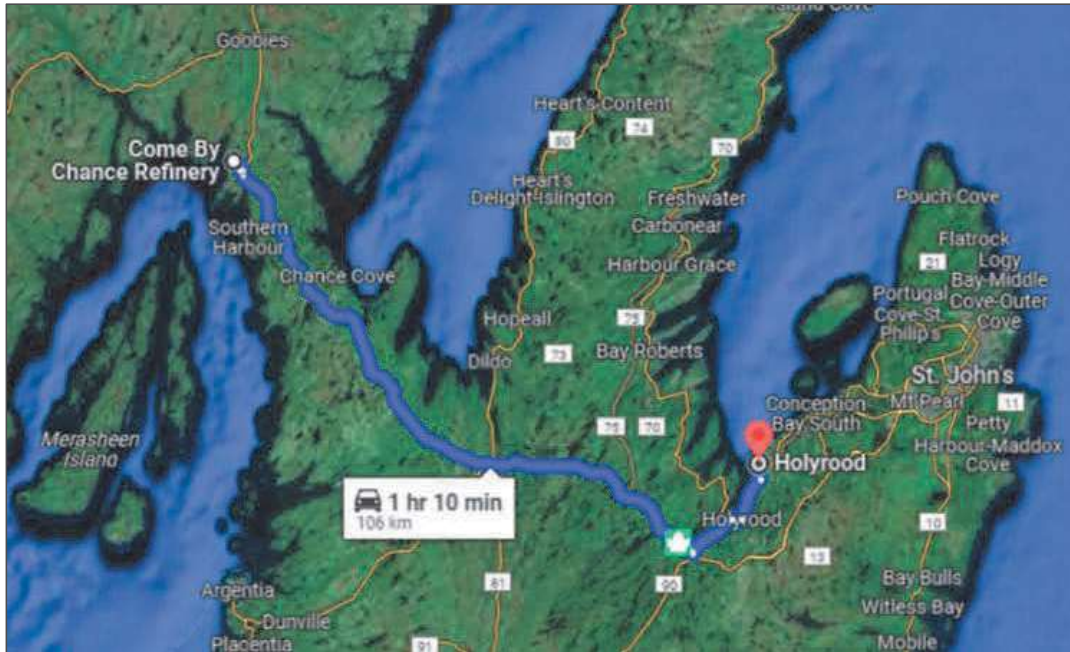 Island Cove
Goobies
Heart's Content
74
80
70
Come By
Chance Refinery
Heart's
Delight-Islington
Freshwater
Pouch Cove
Carbonear
Southern
Harbour
Flatrock
Logy
21
Bay-Middle
Cove-Outer
Cove
Chance Cove
Harbour Grace
Portugal
Cove-St.
Philip's
Hopeall
75
73
Bay Roberts
Dildo
St. John's
Mt Pearl
11
Conception
Bay South
Petty
Harbour-Maddox
Cove
75
70
Merasheen
Island
Holyrood
1 hr 10 min
106 km
Holyrood
10
13
81
90
Bay Bulls
Argentia
Witless Bay
Dunville
Placentia
91
Mobile